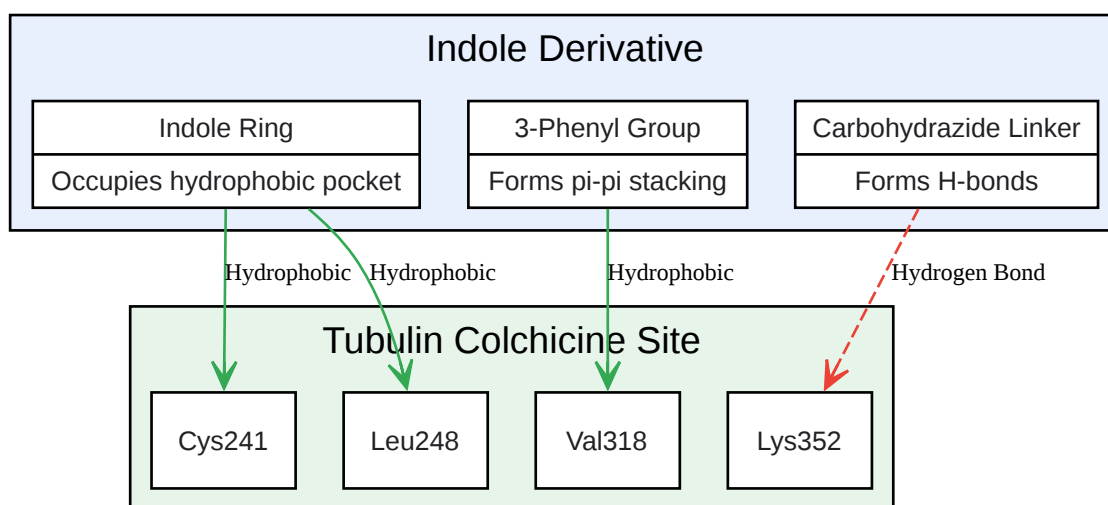 Indole Derivative
Indole Ring
Occupies hydrophobic pocket
3-Phenyl Group
Forms pi-pi stacking
Carbohydrazide Linker
Forms H-bonds
Hydrophobic
Hydrophobic
Hydrophobic
Hydrogen Bond
Tubulin Colchicine Site
Cys241
Leu248
Val318
Lys352